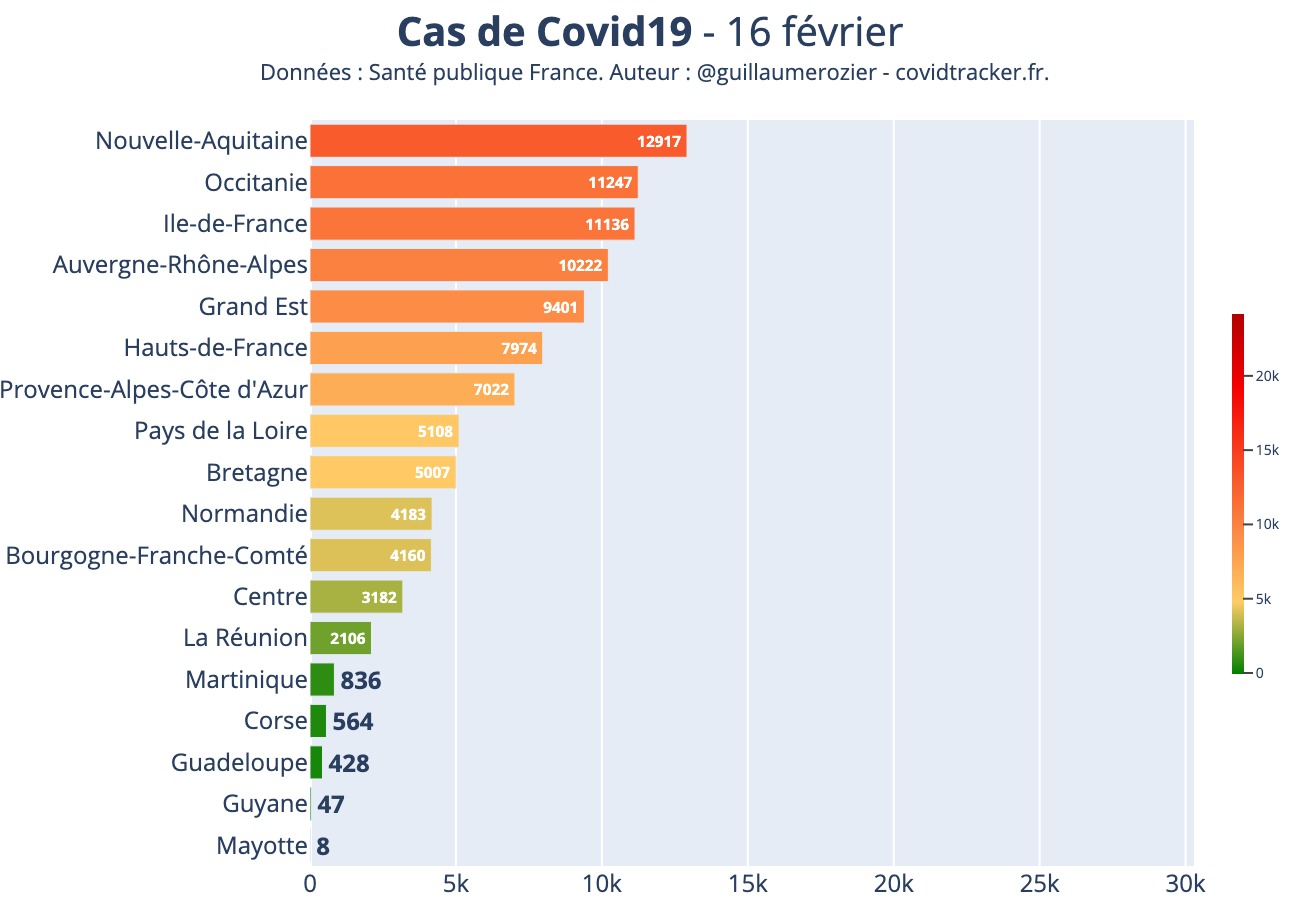 Cas de Covid19 - 16 février
Données : Santé publique France. Auteur : @guillaumerozier - covidtracker.fr.
Nouvelle-Aquitaine 12917
Occitanie 11247
Ile-de-France 11136
Auvergne-Rhône-Alpes 10222
Grand Est 9401
Hauts-de-France 7974
Provence-Alpes-Côte d'Azur 7022
Pays de la Loire 5108
Bretagne 5007
Normandie 4183
Bourgogne-Franche-Comté 4160
Centre 3182
La Réunion 2106
Martinique 836
Corse 564
Guadeloupe 428
Guyane 47
Mayotte 8
0 5k 10k 15k 20k 25k 30k
20k
15k
10k
5k
0